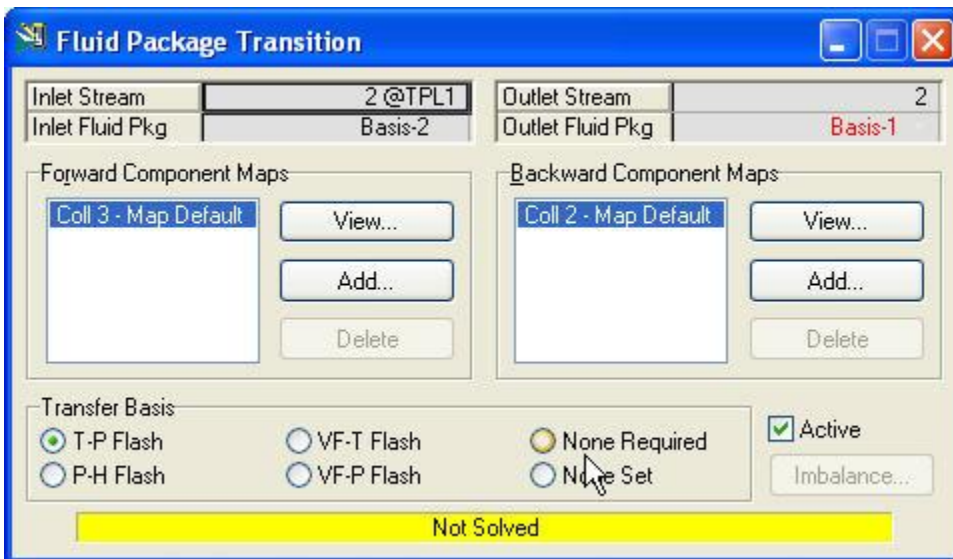 Fluid Package Transition
Inlet Stream 2 @TPL1
Outlet Stream 2
Inlet Fluid Pkg Basis-2
Outlet Fluid Pkg Basis-1
Forward Component Maps
Backward Component Maps
Coll 3 - Map Default
View...
Coll 2 - Map Default
View...
Add...
Add...
Delete
Delete
Transfer Basis
T-P Flash
VF-T Flash
None Required
Active
P-H Flash
VF-P Flash
None Set
Imbalance...
Not Solved